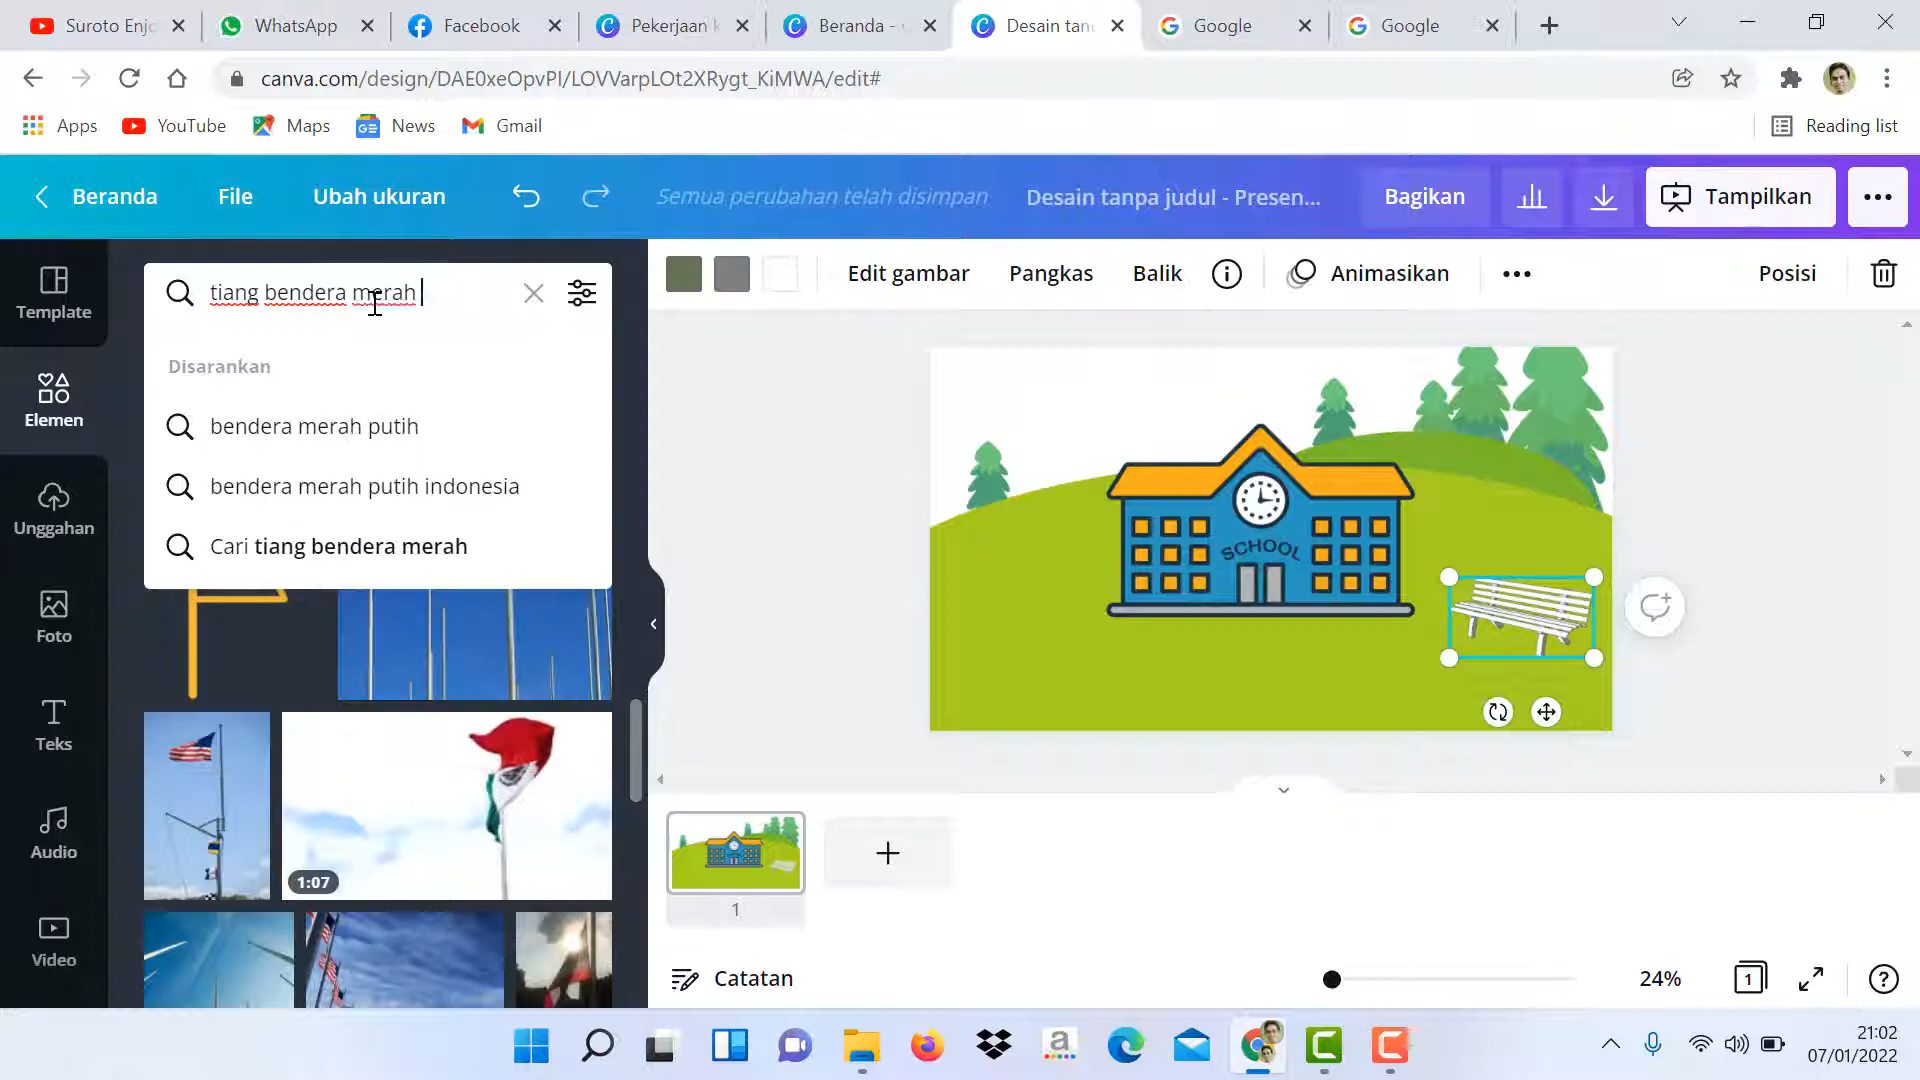 Suroto Enjo
WhatsApp
Facebook
Pekerjaan k
Beranda -
Desain tan
Google
Google
canva.com/design/DAE0xeOpvPI/LOVVarpLOt2XRygt_KiMWA/edit#
Apps
YouTube
Maps
News
Gmail
Reading list
Beranda
File
Ubah ukuran
Semua perubahan telah disimpan
Desain tanpa judul - Presen...
Bagikan
Tampilkan
Template
Elemen
Unggahan
Foto
Teks
Audio
Video
tiang bendera merah
Disarankan
bendera merah putih
bendera merah putih indonesia
Cari tiang bendera merah
1:07
Edit gambar
Pangkas
Balik
Animasikan
Posisi
SCHOOL
1
Catatan
24%
1
21:02
07/01/2022